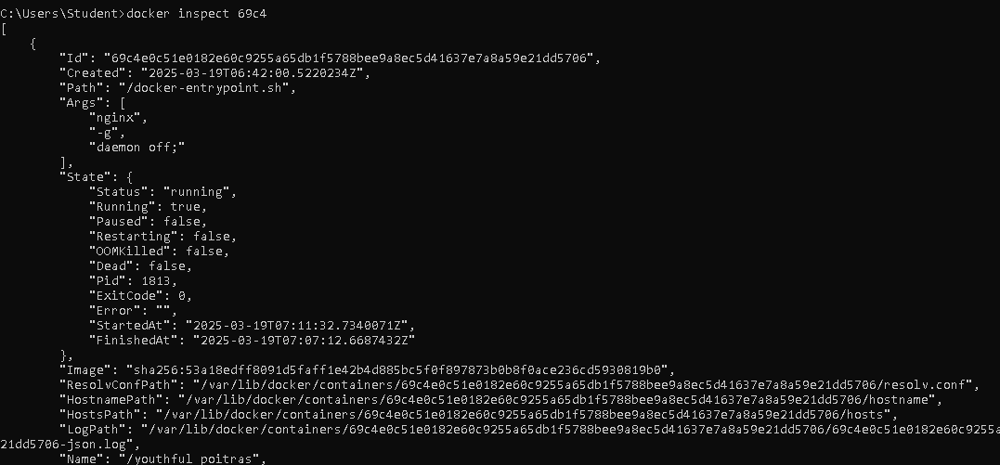 C:\Users\Student>docker inspect 69c4
[
    {
        "Id": "69c4e0c51e0182e60c9255a65db1f5788bee9a8ec5d41637e7a8a59e21dd5706",
        "Created": "2025-03-19T06:42:00.5220234Z",
        "Path": "/docker-entrypoint.sh",
        "Args": [
            "nginx",
            "-g",
            "daemon off;"
        ],
        "State": {
            "Status": "running",
            "Running": true,
            "Paused": false,
            "Restarting": false,
            "OOMKilled": false,
            "Dead": false,
            "Pid": 1813,
            "ExitCode": 0,
            "Error": "",
            "StartedAt": "2025-03-19T07:11:32.7340071Z",
            "FinishedAt": "2025-03-19T07:07:12.6687432Z"
        },
        "Image": "sha256:53a18edff8091d5faff1e42b4d885bc5f0f897873b0b8f0ace236cd5930819b0",
        "ResolvConfPath": "/var/lib/docker/containers/69c4e0c51e0182e60c9255a65db1f5788bee9a8ec5d41637e7a8a59e21dd5706/resolv.conf",
        "HostnamePath": "/var/lib/docker/containers/69c4e0c51e0182e60c9255a65db1f5788bee9a8ec5d41637e7a8a59e21dd5706/hostname",
        "HostsPath": "/var/lib/docker/containers/69c4e0c51e0182e60c9255a65db1f5788bee9a8ec5d41637e7a8a59e21dd5706/hosts",
        "LogPath": "/var/lib/docker/containers/69c4e0c51e0182e60c9255a65db1f5788bee9a8ec5d41637e7a8a59e21dd5706/69c4e0c51e0182e60c9255a
21dd5706-json.log",
        "Name": "/youthful_poitras",